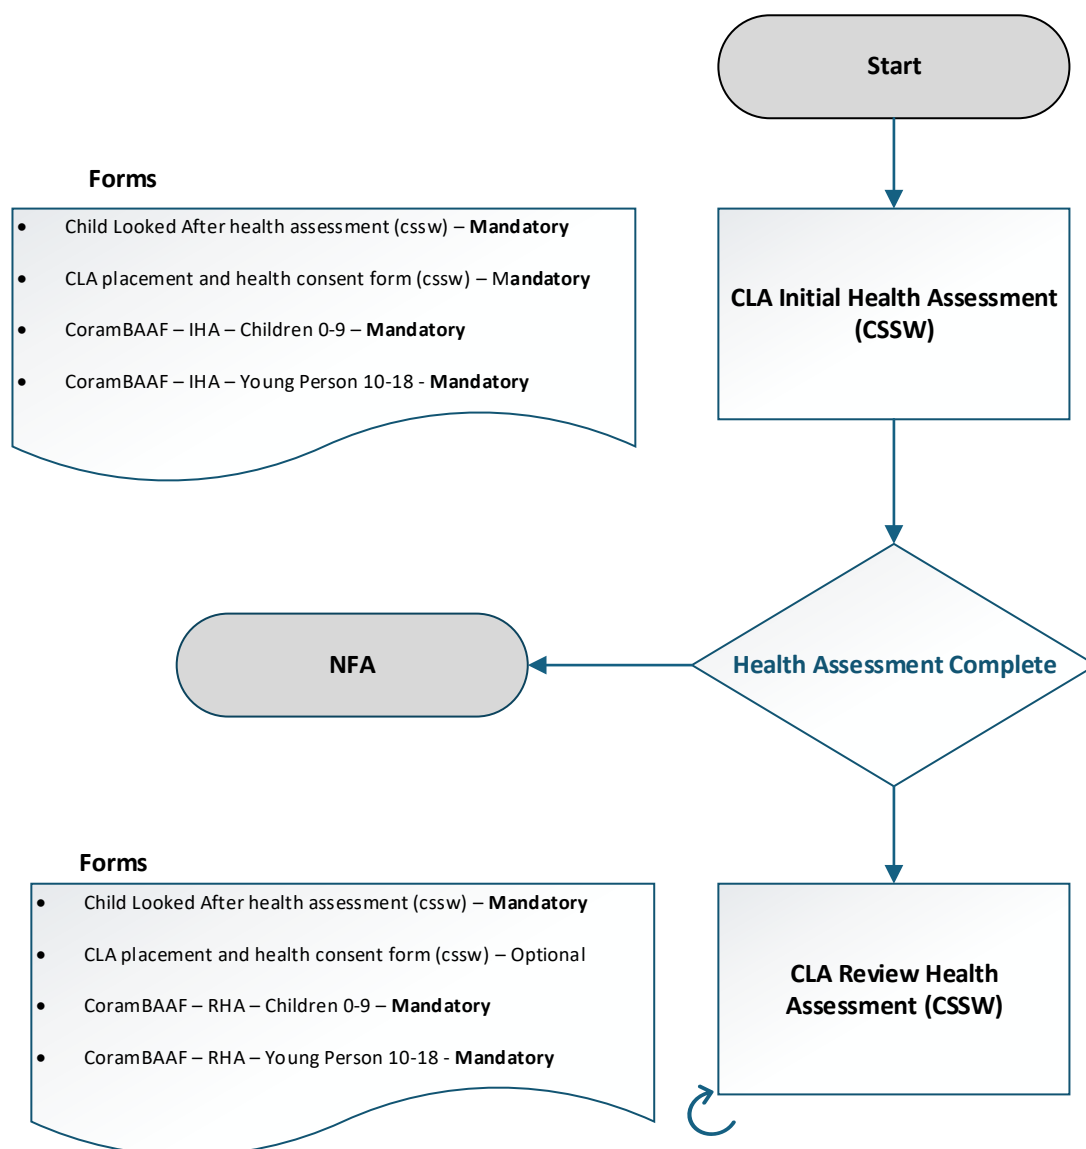 Start
Forms
• Child Looked After health assessment (cssw) – Mandatory
• CLA placement and health consent form (cssw) – Mandatory
• CoramBAAF – IHA – Children 0-9 – Mandatory
• CoramBAAF – IHA – Young Person 10-18 - Mandatory
CLA Initial Health Assessment
(CSSW)
NFA
Health Assessment Complete
Forms
• Child Looked After health assessment (cssw) – Mandatory
• CLA placement and health consent form (cssw) – Optional
• CoramBAAF – RHA – Children 0-9 – Mandatory
• CoramBAAF – RHA – Young Person 10-18 - Mandatory
CLA Review Health
Assessment (CSSW)